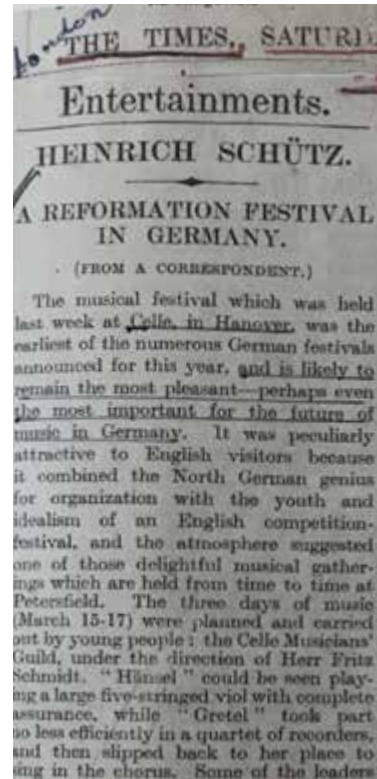 London
THE TIMES, SATURD
Entertainments.
HEINRICH SCHÜTZ.
A REFORMATION FESTIVAL
IN GERMANY.
(FROM A CORRESPONDENT.)
The musical festival which was held
last week at Celle, in Hanover, was the
earliest of the numerous German festivals
announced for this year, and is likely to
remain the most pleasant—perhaps even
the most important for the future of
music in Germany. It was peculiarly
attractive to English visitors because
it combined the North German genius
for organization with the youth and
idealism of an English competition-
festival, and the atmosphere suggested
one of those delightful musical gather-
ings which are held from time to time at
Petersfield. The three days of music
(March 15-17) were planned and carried
out by young people: the Celle Musicians'
Guild, under the direction of Herr Fritz
Schmidt. "Hänsel" could be seen play-
ing a large five-stringed viol with complete
assurance, while "Gretel" took part
no less efficiently in a quartet of recorders,
and then slipped back to her place to
sing in the chorus. Some of the leaders